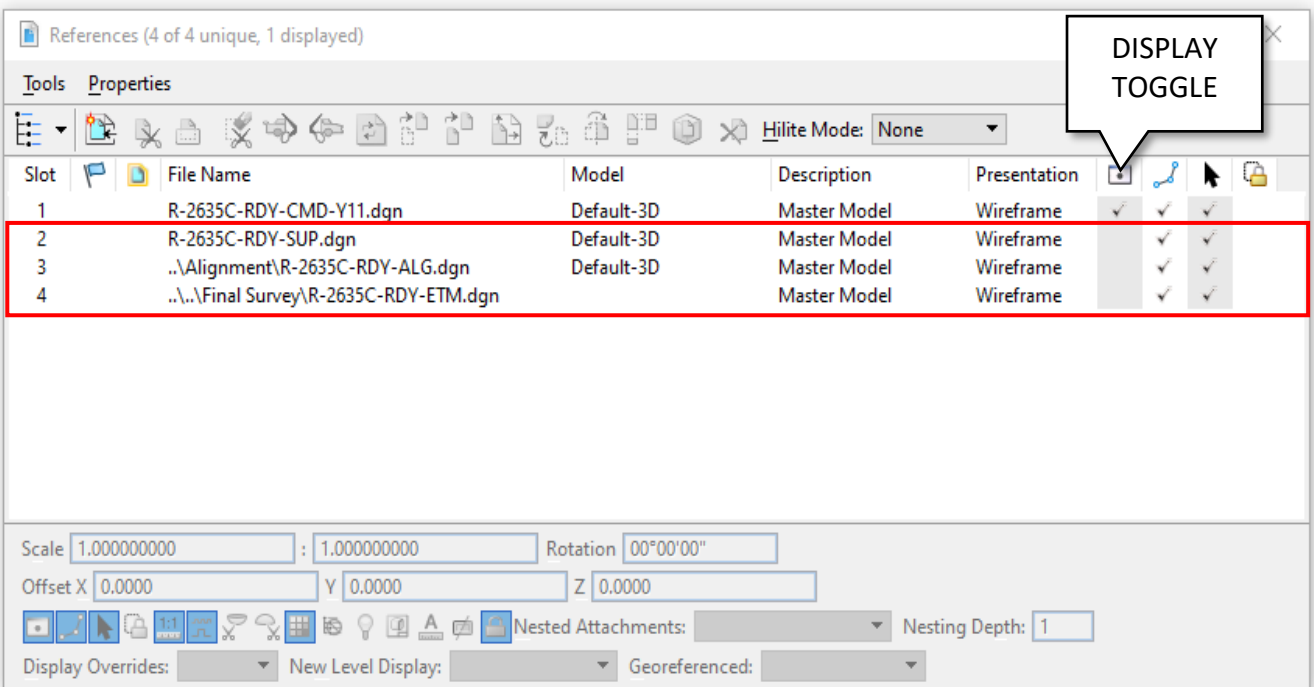 References (4 of 4 unique, 1 displayed)
DISPLAY
TOGGLE
Tools Properties
Hilite Mode: None
Slot File Name Model Description Presentation
1 R-2635C-RDY-CMD-Y11.dgn Default-3D Master Model Wireframe
2 R-2635C-RDY-SUP.dgn Default-3D Master Model Wireframe
3 ..\Alignment\R-2635C-RDY-ALG.dgn Default-3D Master Model Wireframe
4 ..\..\Final Survey\R-2635C-RDY-ETM.dgn Master Model Wireframe
Scale 1.000000000 : 1.000000000 Rotation 00°00'00"
Offset X 0.0000 Y 0.0000 Z 0.0000
1:1 A Nested Attachments: Nesting Depth: 1
Display Overrides: New Level Display: Georeferenced: